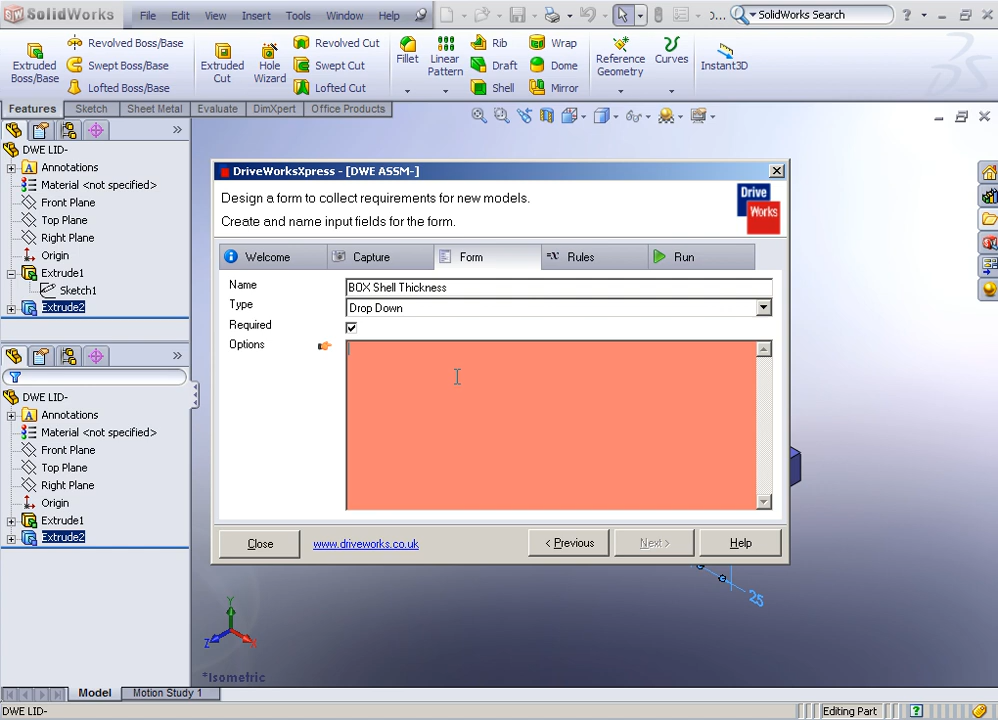 SolidWorks File Edit View Insert Tools Window Help SolidWorks Search ?
Extruded Boss/Base
Revolved Boss/Base
Swept Boss/Base
Lofted Boss/Base
Extruded Cut
Hole Wizard
Revolved Cut
Swept Cut
Lofted Cut
Fillet
Linear Pattern
Rib
Draft
Shell
Wrap
Dome
Mirror
Reference Geometry
Curves
Instant3D
Features Sketch Sheet Metal Evaluate DimXpert Office Products
DWE LID-
Annotations
Material <not specified>
Front Plane
Top Plane
Right Plane
Origin
Extrude1
Sketch1
Extrude2
DWE LID-
Annotations
Material <not specified>
Front Plane
Top Plane
Right Plane
Origin
Extrude1
Extrude2
DriveWorksXpress - [DWE ASSM-]
Design a form to collect requirements for new models.
Create and name input fields for the form.
Drive
Works
Welcome Capture Form Rules Run
Name BOX Shell Thickness
Type Drop Down
Required
Options
Close www.driveworks.co.uk < Previous Next > Help
25
Y
Z X
*Isometric
Model Motion Study 1
DWE LID- Editing Part ?